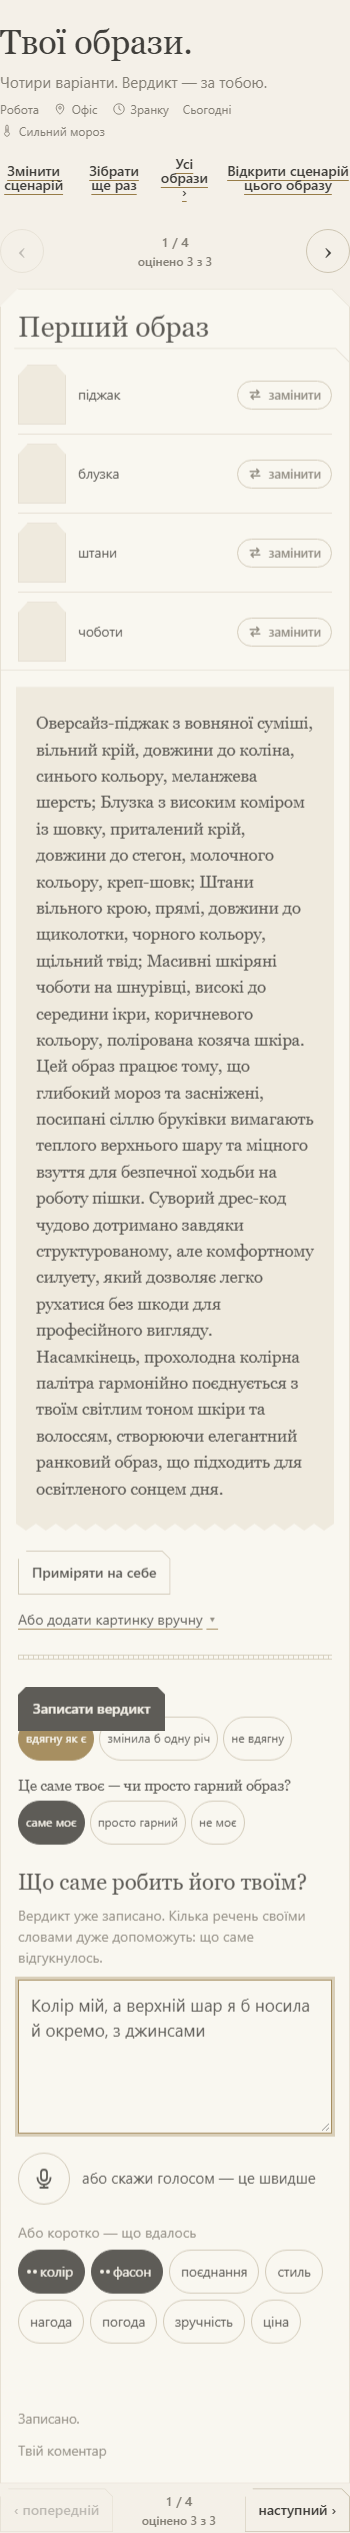 Твої образи.
Чотири варіанти. Вердикт — за тобою.
Робота Офіс Зранку Сьогодні
Сильний мороз
Змінити сценарій
Зібрати ще раз
Усі образи ›
Відкрити сценарій цього образу
‹
1 / 4
оцінено 3 з 3
›
Перший образ
піджак
замінити
блузка
замінити
штани
замінити
чоботи
замінити
Оверсайз-піджак з вовняної суміші,
вільний крій, довжини до коліна,
синього кольору, меланжева
шерсть; Блузка з високим коміром
із шовку, приталений крій,
довжини до стегон, молочного
кольору, креп-шовк; Штани
вільного крою, прямі, довжини до
щиколотки, чорного кольору,
щільний твід; Масивні шкіряні
чоботи на шнурівці, високі до
середини ікри, коричневого
кольору, полірована козяча шкіра.
Цей образ працює тому, що
глибокий мороз та засніжені,
посипані сіллю бруківки вимагають
теплого верхнього шару та міцного
взуття для безпечної ходьби на
роботу пішки. Суворий дрес-код
чудово дотримано завдяки
структурованому, але комфортному
силуету, який дозволяє легко
рухатися без шкоди для
професійного вигляду.
Насамкінець, прохолодна колірна
палітра гармонійно поєднується з
твоїм світлим тоном шкіри та
волоссям, створюючи елегантний
ранковий образ, що підходить для
освітленого сонцем дня.
Приміряти на себе
Або додати картинку вручну ▾
Записати вердикт
вдягну як є змінила б одну річ не вдягну
Це саме твоє — чи просто гарний образ?
саме моє просто гарний не моє
Що саме робить його твоїм?
Вердикт уже записано. Кілька речень своїми
словами дуже допоможуть: що саме
відгукнулось.
Колір мій, а верхній шар я б носила
й окремо, з джинсами
або скажи голосом — це швидше
Або коротко — що вдалось
колір фасон поєднання стиль
нагода погода зручність ціна
Записано.
Твій коментар
‹ попередній
1 / 4
оцінено 3 з 3
наступний ›